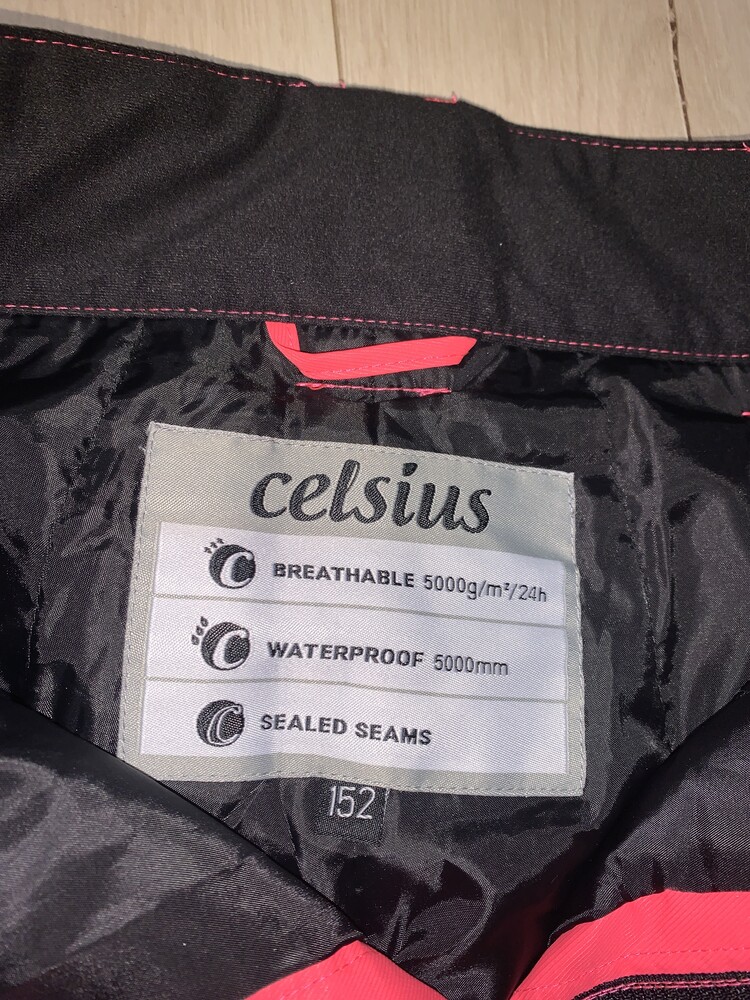 celsius
BREATHABLE 5000g/m²/24h
WATERPROOF 5000mm
SEALED SEAMS
152